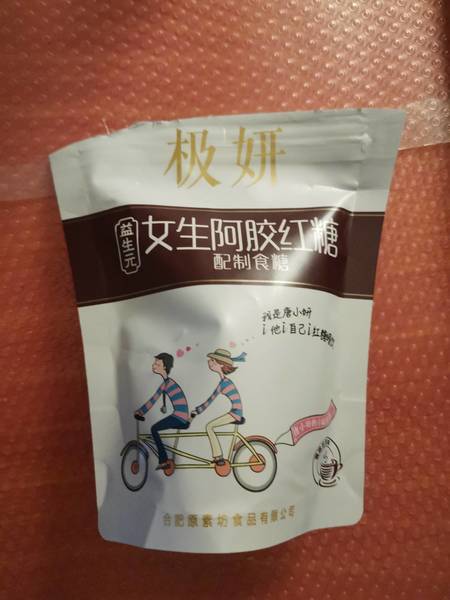 极妍
益生元
女生阿胶红糖
配制食糖
我是唐小妍
合肥原素坊食品有限公司